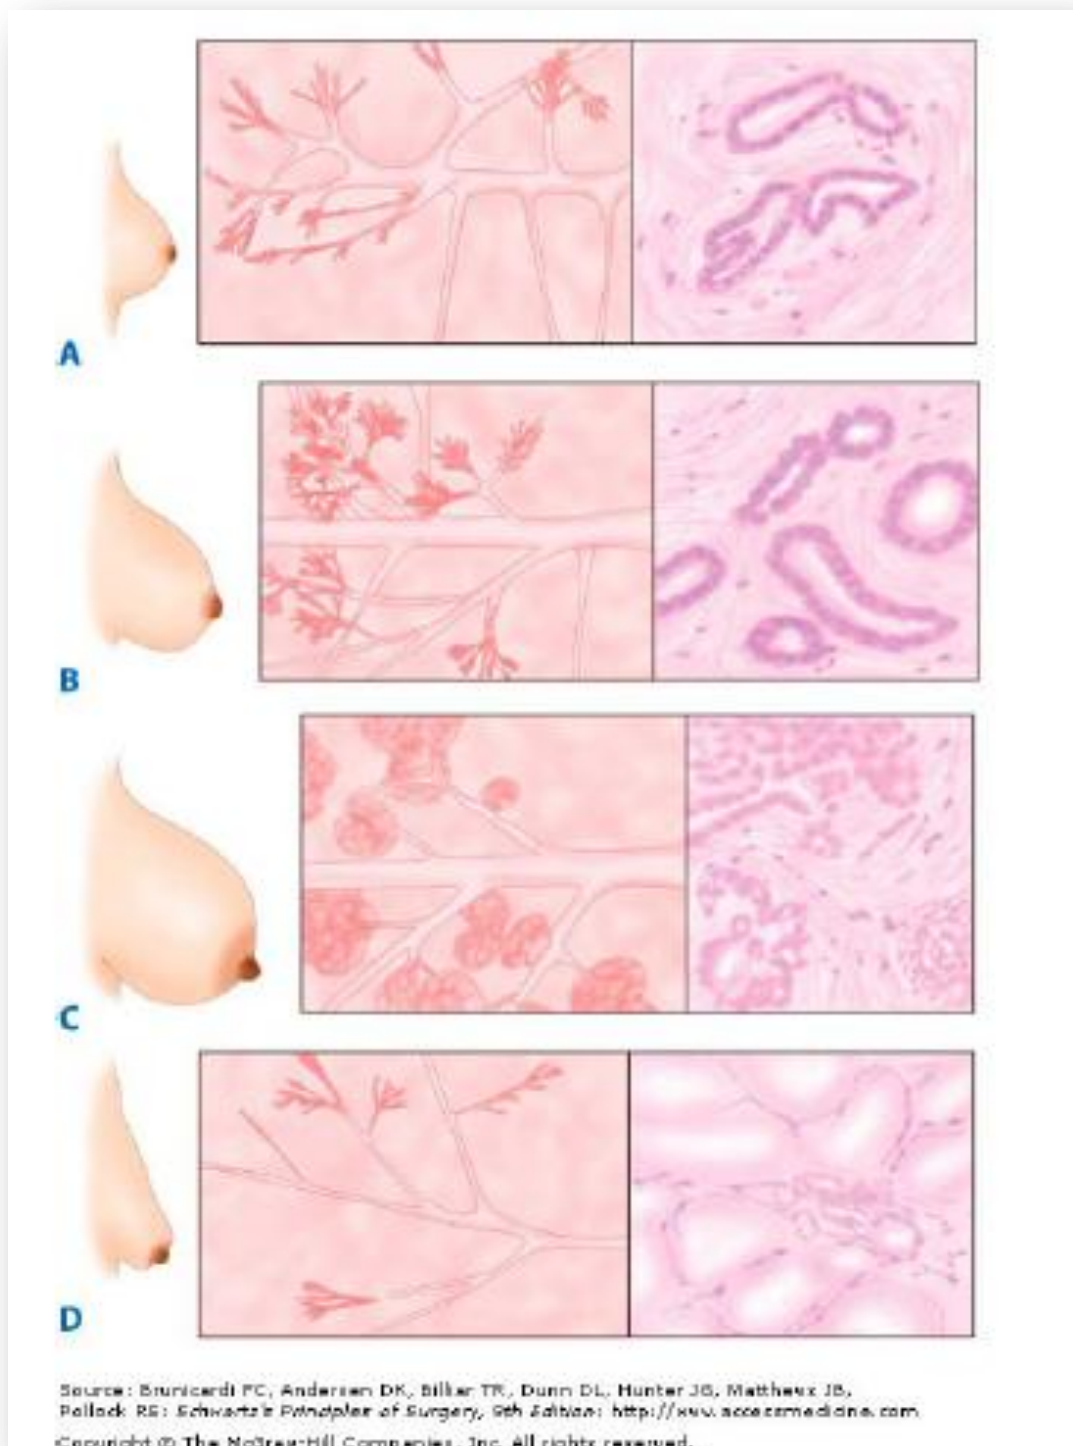 A
B
C
D
Source: Brunicardi FC, Andersen DK, Billiar TR, Dunn DL, Hunter JG, Matthews JB,
Pollock RE: Schwartz's Principles of Surgery, 9th Edition: http://www.accessmedicine.com
Copyright © The McGraw-Hill Companies, Inc. All rights reserved.